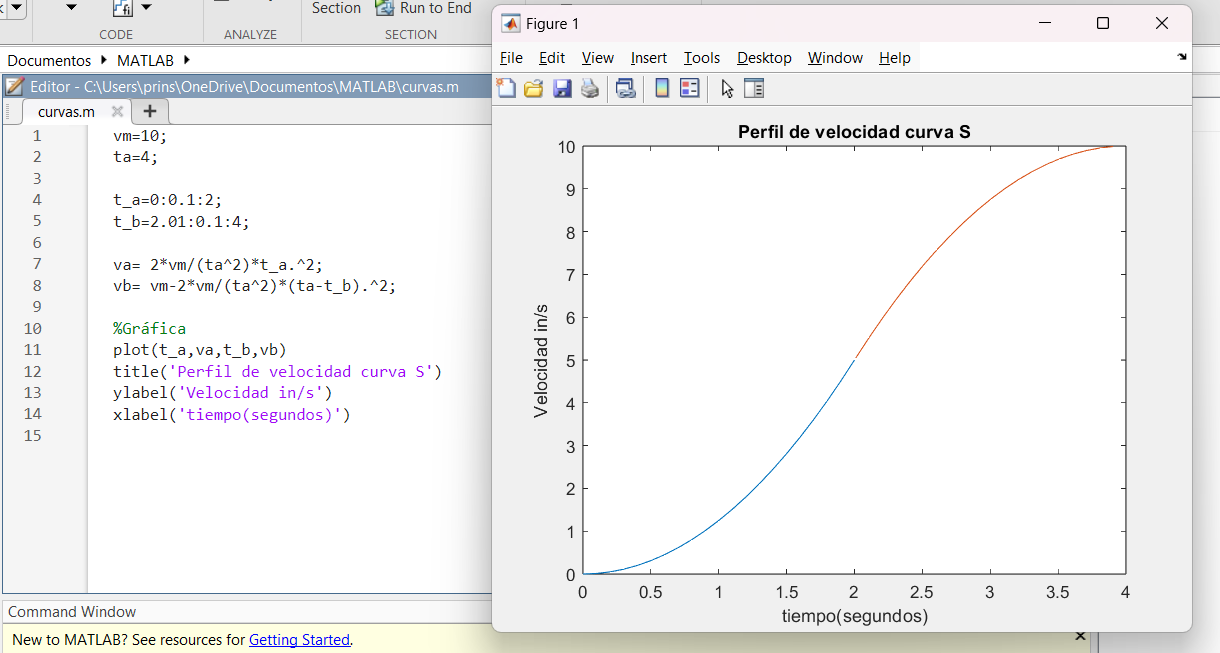 Section
Run to End
CODE
ANALYZE
SECTION
Documentos
MATLAB
Editor - C:\Users\prins\OneDrive\Documentos\MATLAB\curvas.m
curvas.m
1 vm=10;
2 ta=4;
3
4 t_a=0:0.1:2;
5 t_b=2.01:0.1:4;
6
7 va= 2*vm/(ta^2)*t_a.^2;
8 vb= vm-2*vm/(ta^2)*(ta-t_b).^2;
9
10 %Gráfica
11 plot(t_a,va,t_b,vb)
12 title('Perfil de velocidad curva S')
13 ylabel('Velocidad in/s')
14 xlabel('tiempo(segundos)')
15
Command Window
New to MATLAB? See resources for Getting Started.
Figure 1
File Edit View Insert Tools Desktop Window Help
Perfil de velocidad curva S
10
9
8
7
6
5
4
3
2
1
0
Velocidad in/s
0 0.5 1 1.5 2 2.5 3 3.5 4
tiempo(segundos)